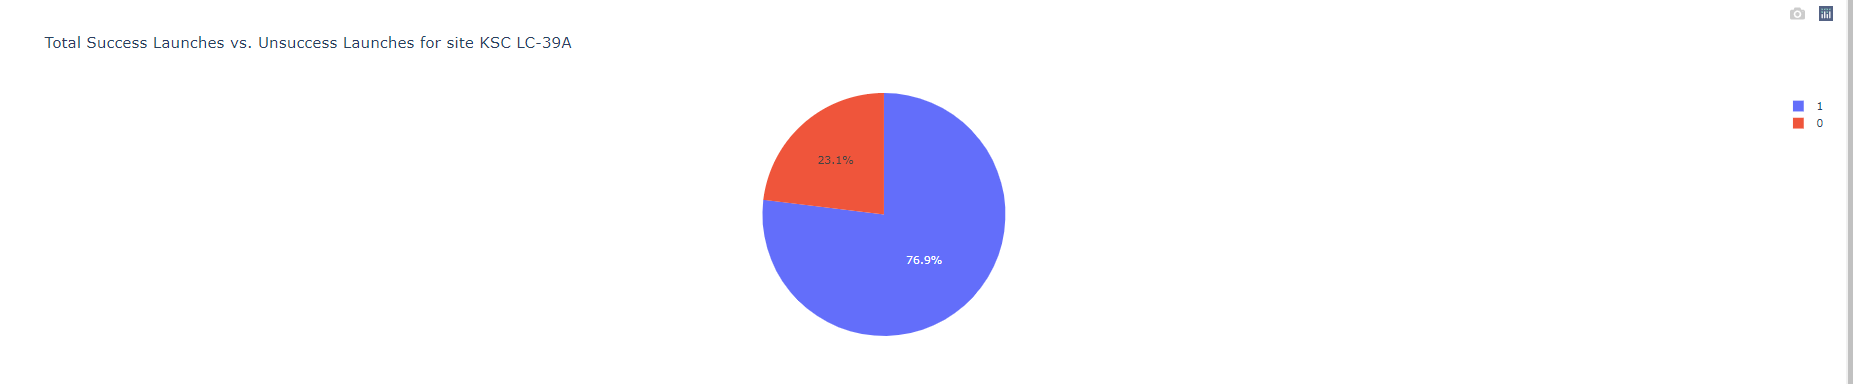 Total Success Launches vs. Unsuccess Launches for site KSC LC-39A
1
0
23.1%
76.9%